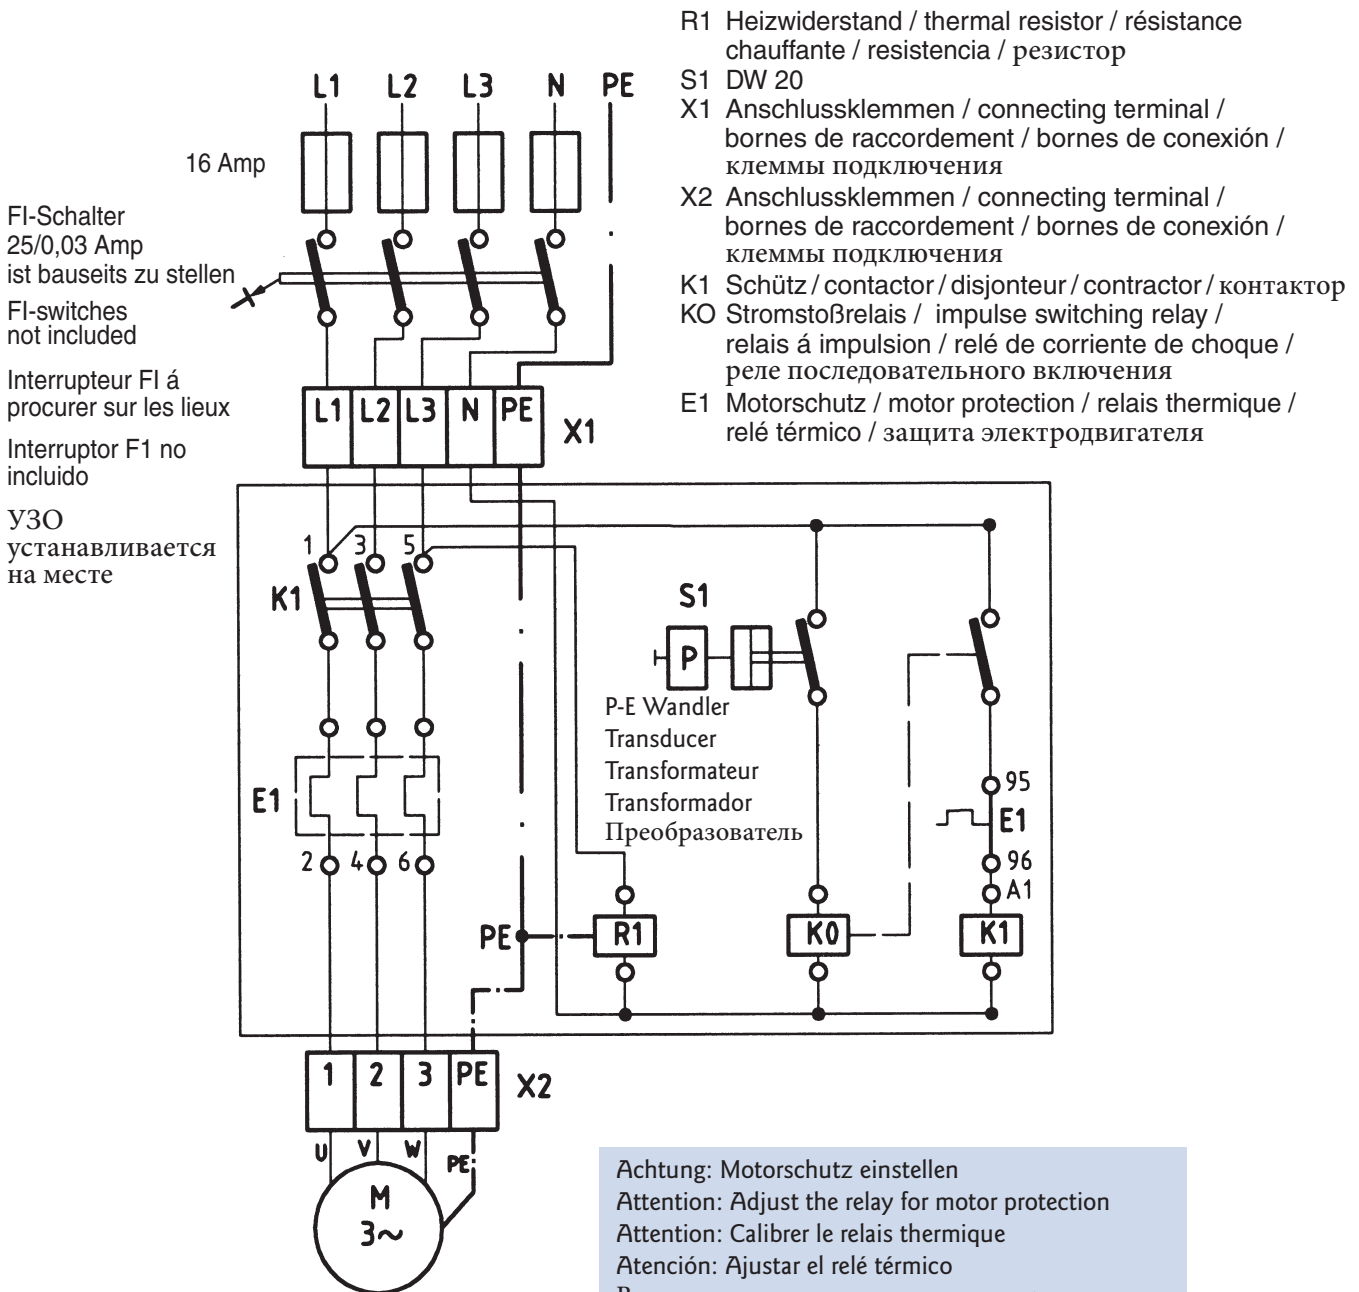 R1 Heizwiderstand / thermal resistor / résistance
chauffante / resistencia / резистор
S1 DW 20
X1 Anschlussklemmen / connecting terminal /
bornes de raccordement / bornes de conexión /
клеммы подключения
X2 Anschlussklemmen / connecting terminal /
bornes de raccordement / bornes de conexión /
клеммы подключения
K1 Schütz / contactor / disjonteur / contractor / контактор
KO Stromstoßrelais / impulse switching relay /
relais á impulsion / relé de corriente de choque /
реле последовательного включения
E1 Motorschutz / motor protection / relais thermique /
relé térmico / защита электродвигателя
L1 L2 L3 N PE
16 Amp
FI-Schalter
25/0,03 Amp
ist bauseits zu stellen
FI-switches
not included
Interrupteur FI á
procurer sur les lieux
Interruptor F1 no
incluido
УЗО
устанавливается
на месте
L1 L2 L3 N PE X1
1 3 5
K1
S1
P
P-E Wandler
Transducer
Transformateur
Transformador
Преобразователь
95
E1
96
A1
E1
2 4 6
PE R1 K0 K1
1 2 3 PE X2
U V W PE
M
3~
Achtung: Motorschutz einstellen
Attention: Adjust the relay for motor protection
Attention: Calibrer le relais thermique
Atención: Ajustar el relé térmico